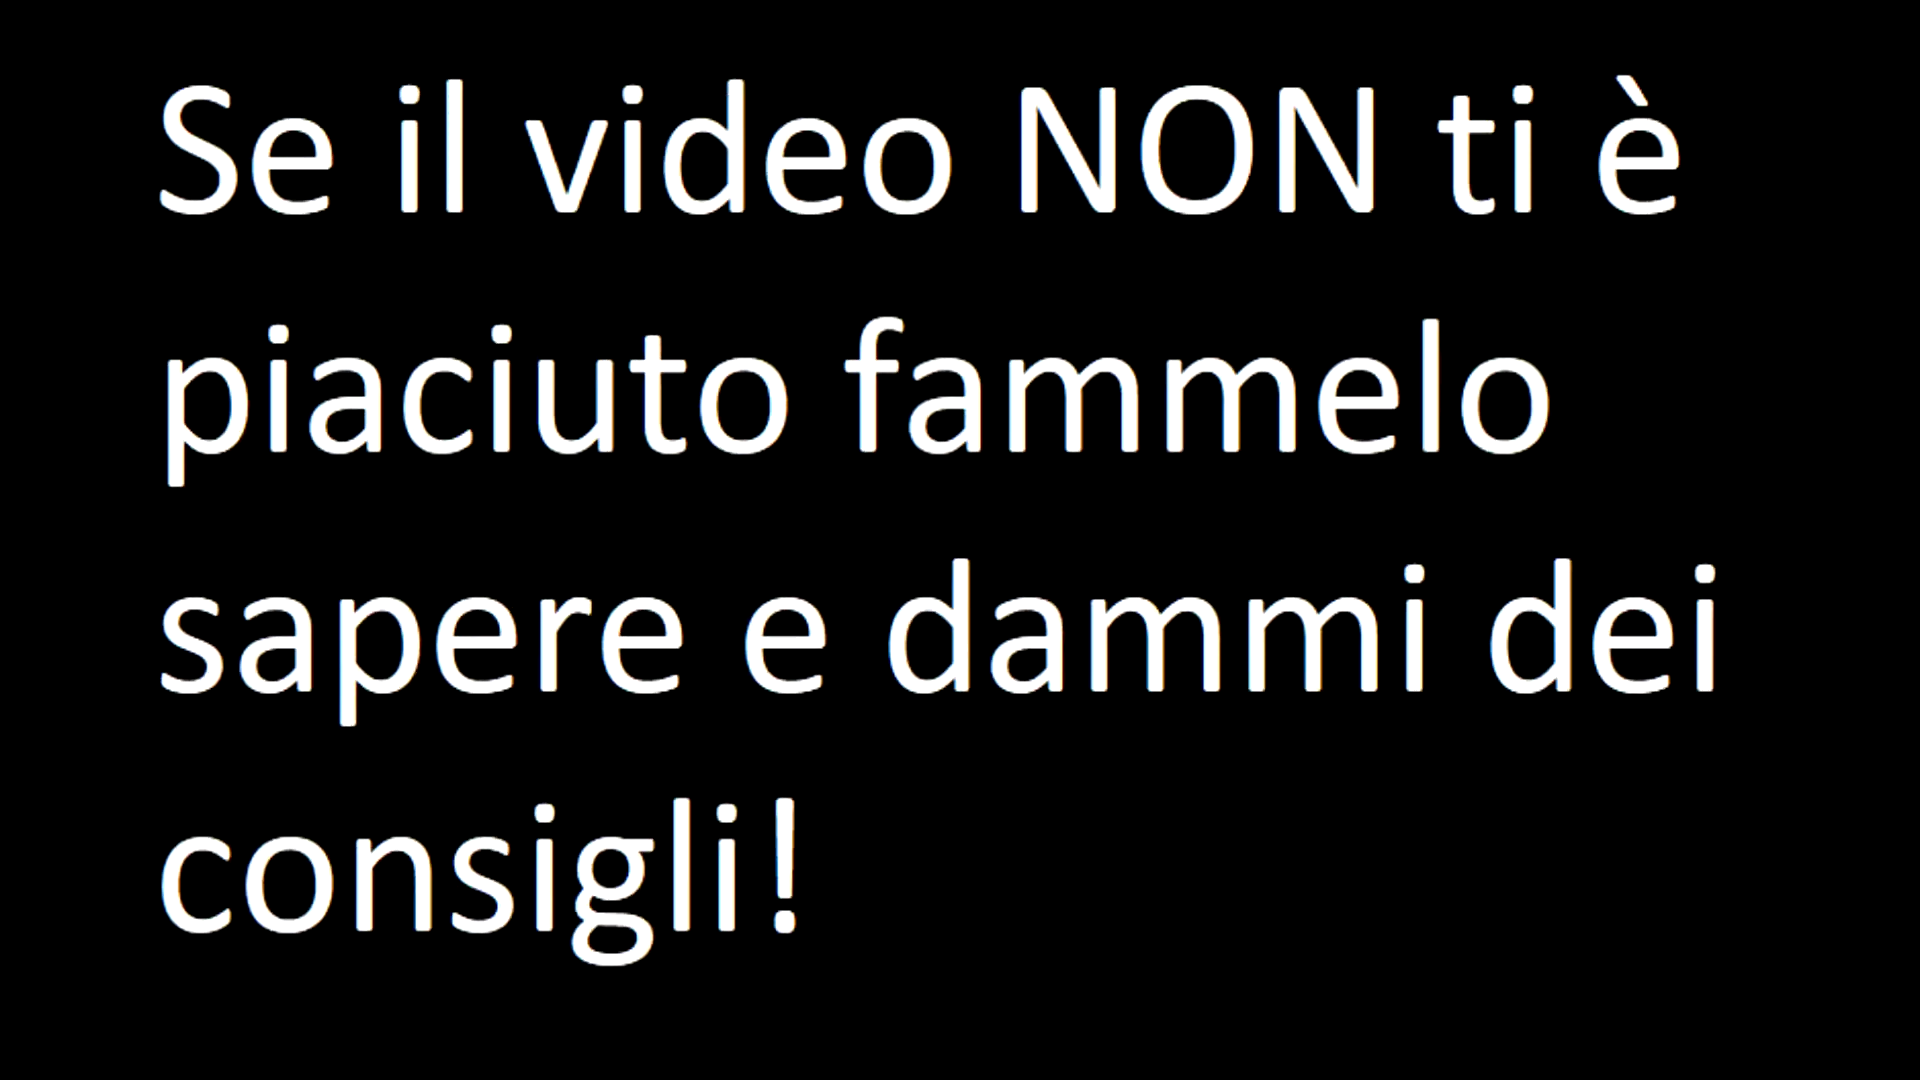 Se il video NON ti è
piaciuto fammelo
sapere e dammi dei
consigli!